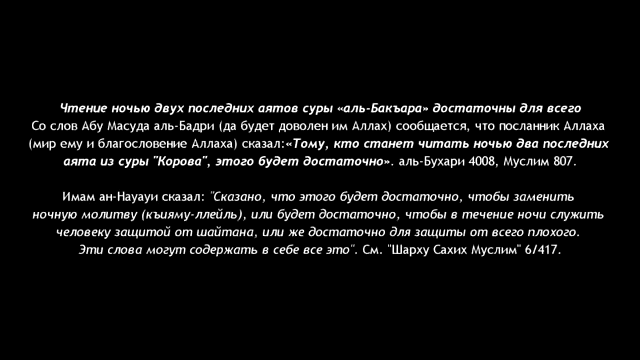 Чтение ночью двух последних аятов суры «аль-Бакъара» достаточны для всего
Со слов Абу Масуда аль-Бадри (да будет доволен им Аллах) сообщается, что посланник Аллаха
(мир ему и благословение Аллаха) сказал:«Тому, кто станет читать ночью два последних
аята из суры "Корова", этого будет достаточно». аль-Бухари 4008, Муслим 807.
Имам ан-Науауи сказал: "Сказано, что этого будет достаточно, чтобы заменить
ночную молитву (къияму-ллейль), или будет достаточно, чтобы в течение ночи служить
человеку защитой от шайтана, или же достаточно для защиты от всего плохого.
Эти слова могут содержать в себе все это". См. "Шарху Сахих Муслим" 6/417.